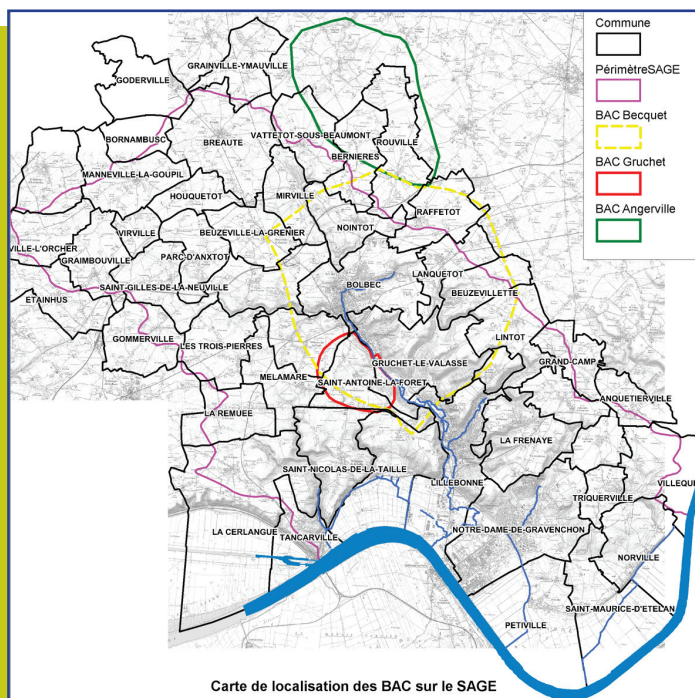 Commune
PérimètreSAGE
BAC Becquet
BAC Gruchet
BAC Angerville
GRAINVILLE-YMAUVILLE
GODERVILLE
BORNAMBUSC
BREAUTE
VATTETOT-SOUS-BEAUMONT
ROUVILLE
BERNIERES
MANNEVILLE-LA-GOUPIL
HOUQUETOT
MIRVILLE
RAFFETOT
VIRVILLE
BEUZEVILLE-LA-GRENIER
NOINTOT
VILLE-L'ORCHER
GRAIMBOUVILLE
PARC-D'ANXTOT
LANQUETOT
BOLBEC
BEUZEVILLETTE
ETAINHUS
SAINT-GILLES-DE-LA-NEUVILLE
GOMMERVILLE
LES TROIS-PIERRES
LINTOT
GRAND-CAMP
GRUCHET-LE-VALASSE
MELAMARE
SAINT-ANTOINE-LA-FORET
ANQUETIERVILLE
LA REMUEE
LA FRENAYE
SAINT-NICOLAS-DE-LA-TAILLE
LILLEBONNE
VILLEQUI
TRIQUERVILLE
LA CERLANGUE
TANCARVILLE
NOTRE-DAME-DE-GRAVENCHON
NORVILLE
SAINT-MAURICE-D'ETELAN
PETIVILLE
Carte de localisation des BAC sur le SAGE